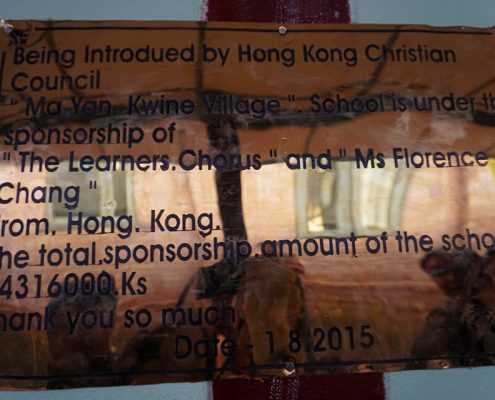 Being Introdued by Hong Kong Christian
Council
" Ma.Yan. Kwine Village ". School is under th
sponsorship of
" The Learners.Chorus " and " Ms Florence
Chang "
from. Hong. Kong.
he total.sponsorship.amount of the scho
4316000.Ks
hank you so much.
Date - 1.8.2015